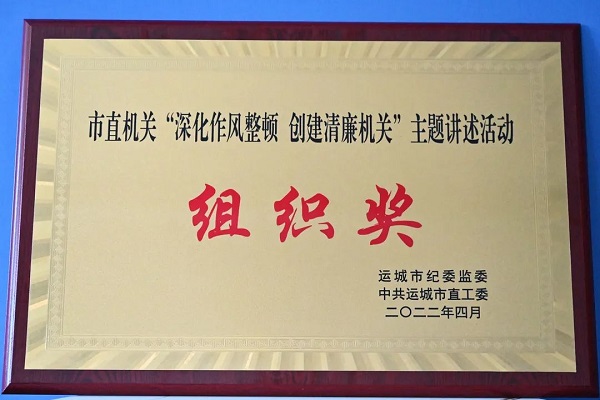 市直机关“深化作风整顿 创建清廉机关”主题讲述活动
组织奖
运城市纪委监委
中共运城市直工委
二〇二二年四月